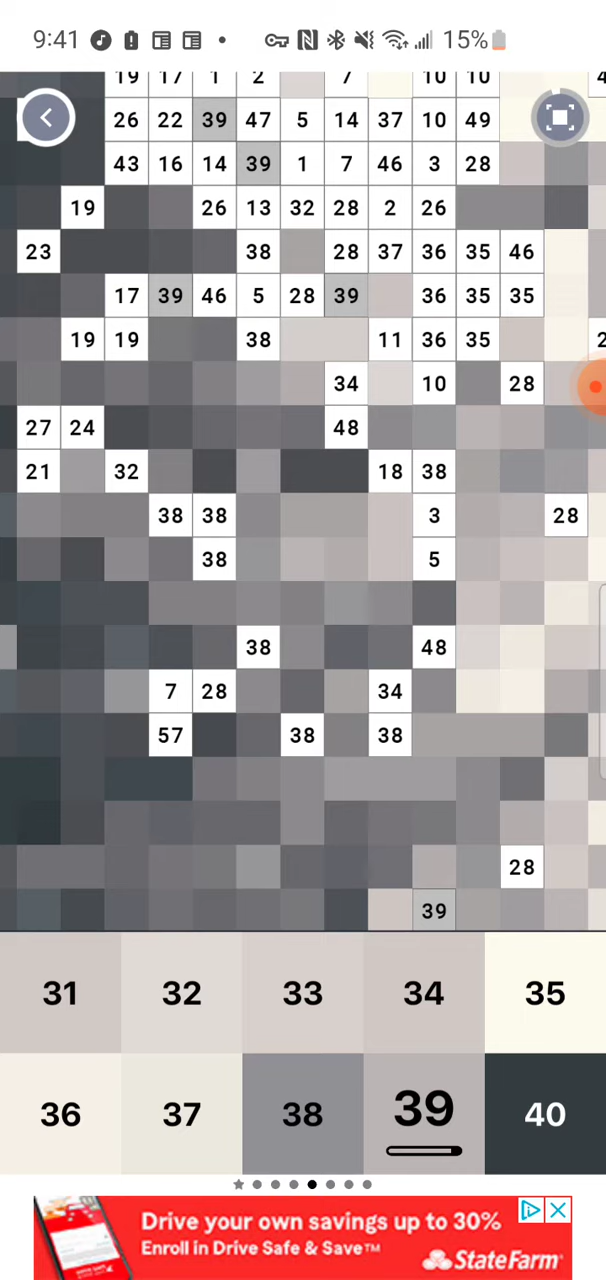 9:41 15%
19 17 1 2 7 10 10 4
26 22 39 47 5 14 37 10 49
43 16 14 39 1 7 46 3 28
19 26 13 32 28 2 26
23 38 28 37 36 35 46
17 39 46 5 28 39 36 35 35
19 19 38 11 36 35 2
34 10 28
27 24 48
21 32 18 38
38 38 3 28
38 5
38 48
7 28 34
57 38 38
28
39
31 32 33 34 35
36 37 38 39 40
Drive your own savings up to 30%
Enroll in Drive Safe & Save™
StateFarm